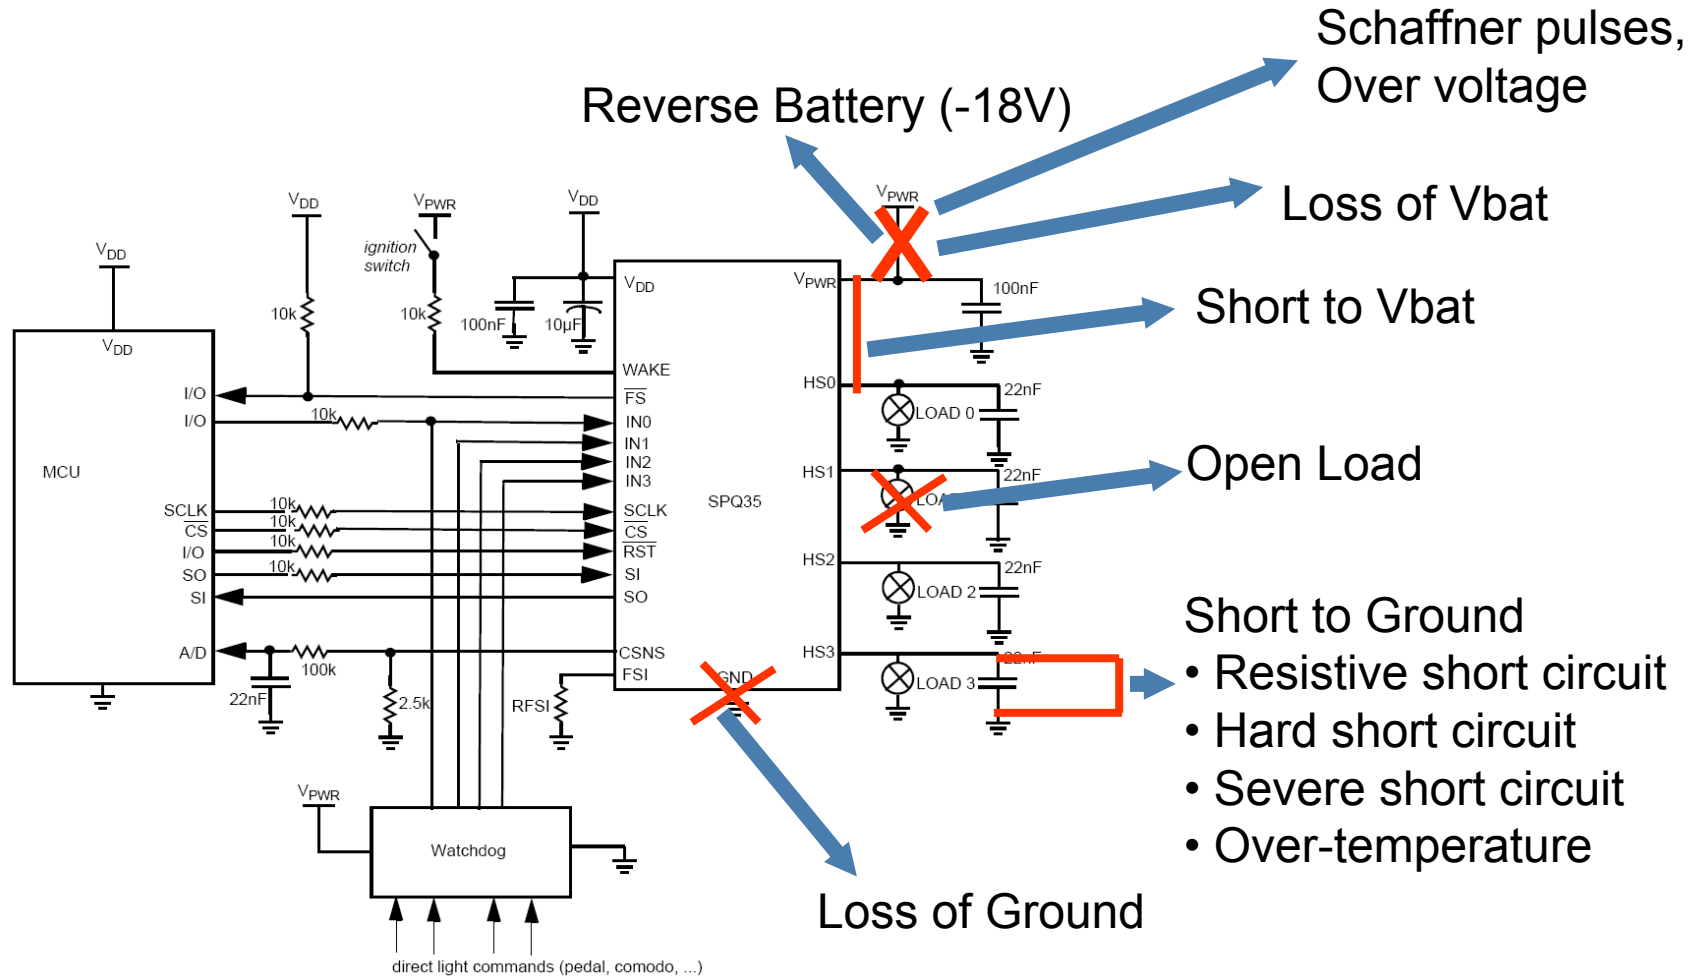 Schaffner pulses,
Over voltage
Reverse Battery (-18V)
Loss of Vbat
Short to Vbat
Open Load
Short to Ground
• Resistive short circuit
• Hard short circuit
• Severe short circuit
• Over-temperature
Loss of Ground
VDD
VPWR
VDD
VPWR
VDD
ignition
switch
10k
10k
100nF
10µF
VDD
VPWR
100nF
VDD
WAKE
FS
IN0
IN1
IN2
IN3
SCLK
CS
RST
SI
SO
CSNS
FSI
GND
SPQ35
HS0
HS1
HS2
HS3
22nF
LOAD 0
22nF
LOA
22nF
LOAD 2
22nF
LOAD 3
MCU
I/O
I/O
SCLK
CS
I/O
SO
SI
A/D
10k
10k
10k
10k
10k
100k
22nF
2.5k
RFSI
VPWR
Watchdog
direct light commands (pedal, comodo, ...)